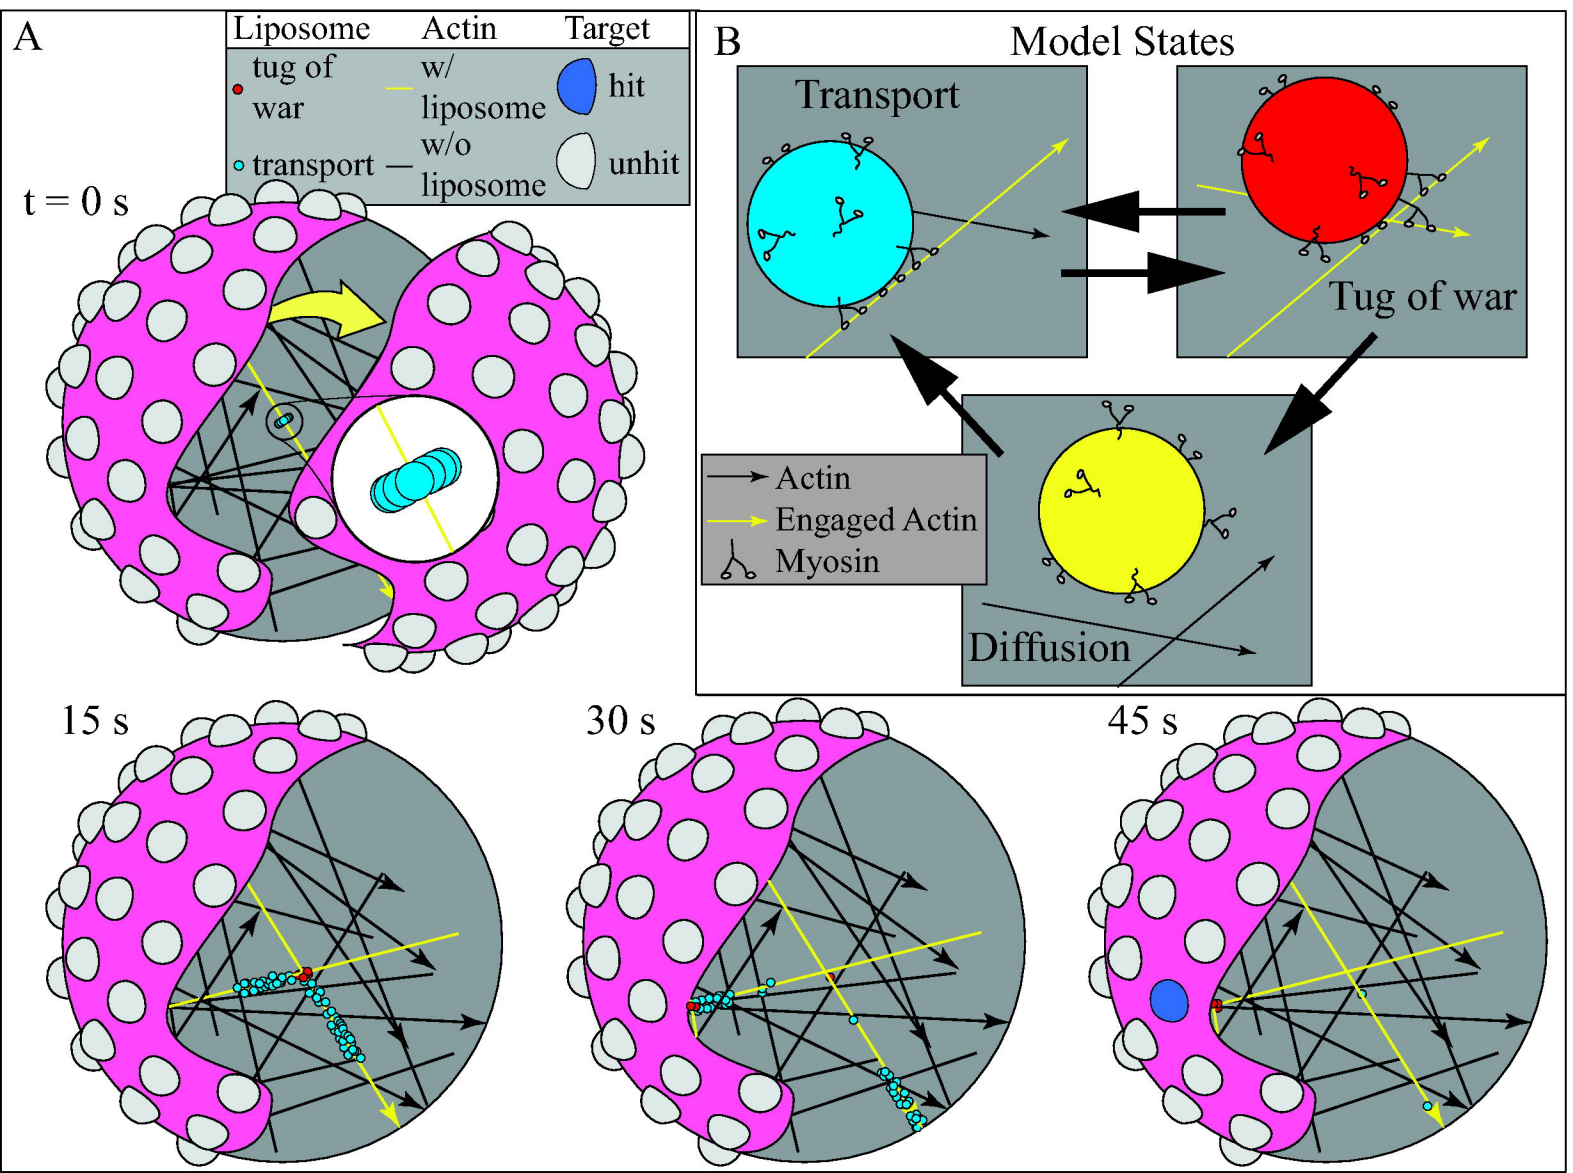 A
Liposome Actin Target
tug of war
w/ liposome
hit
transport
w/o liposome
unhit
t = 0 s
B
Model States
Transport
Tug of war
Actin
Engaged Actin
Myosin
Diffusion
15 s
30 s
45 s